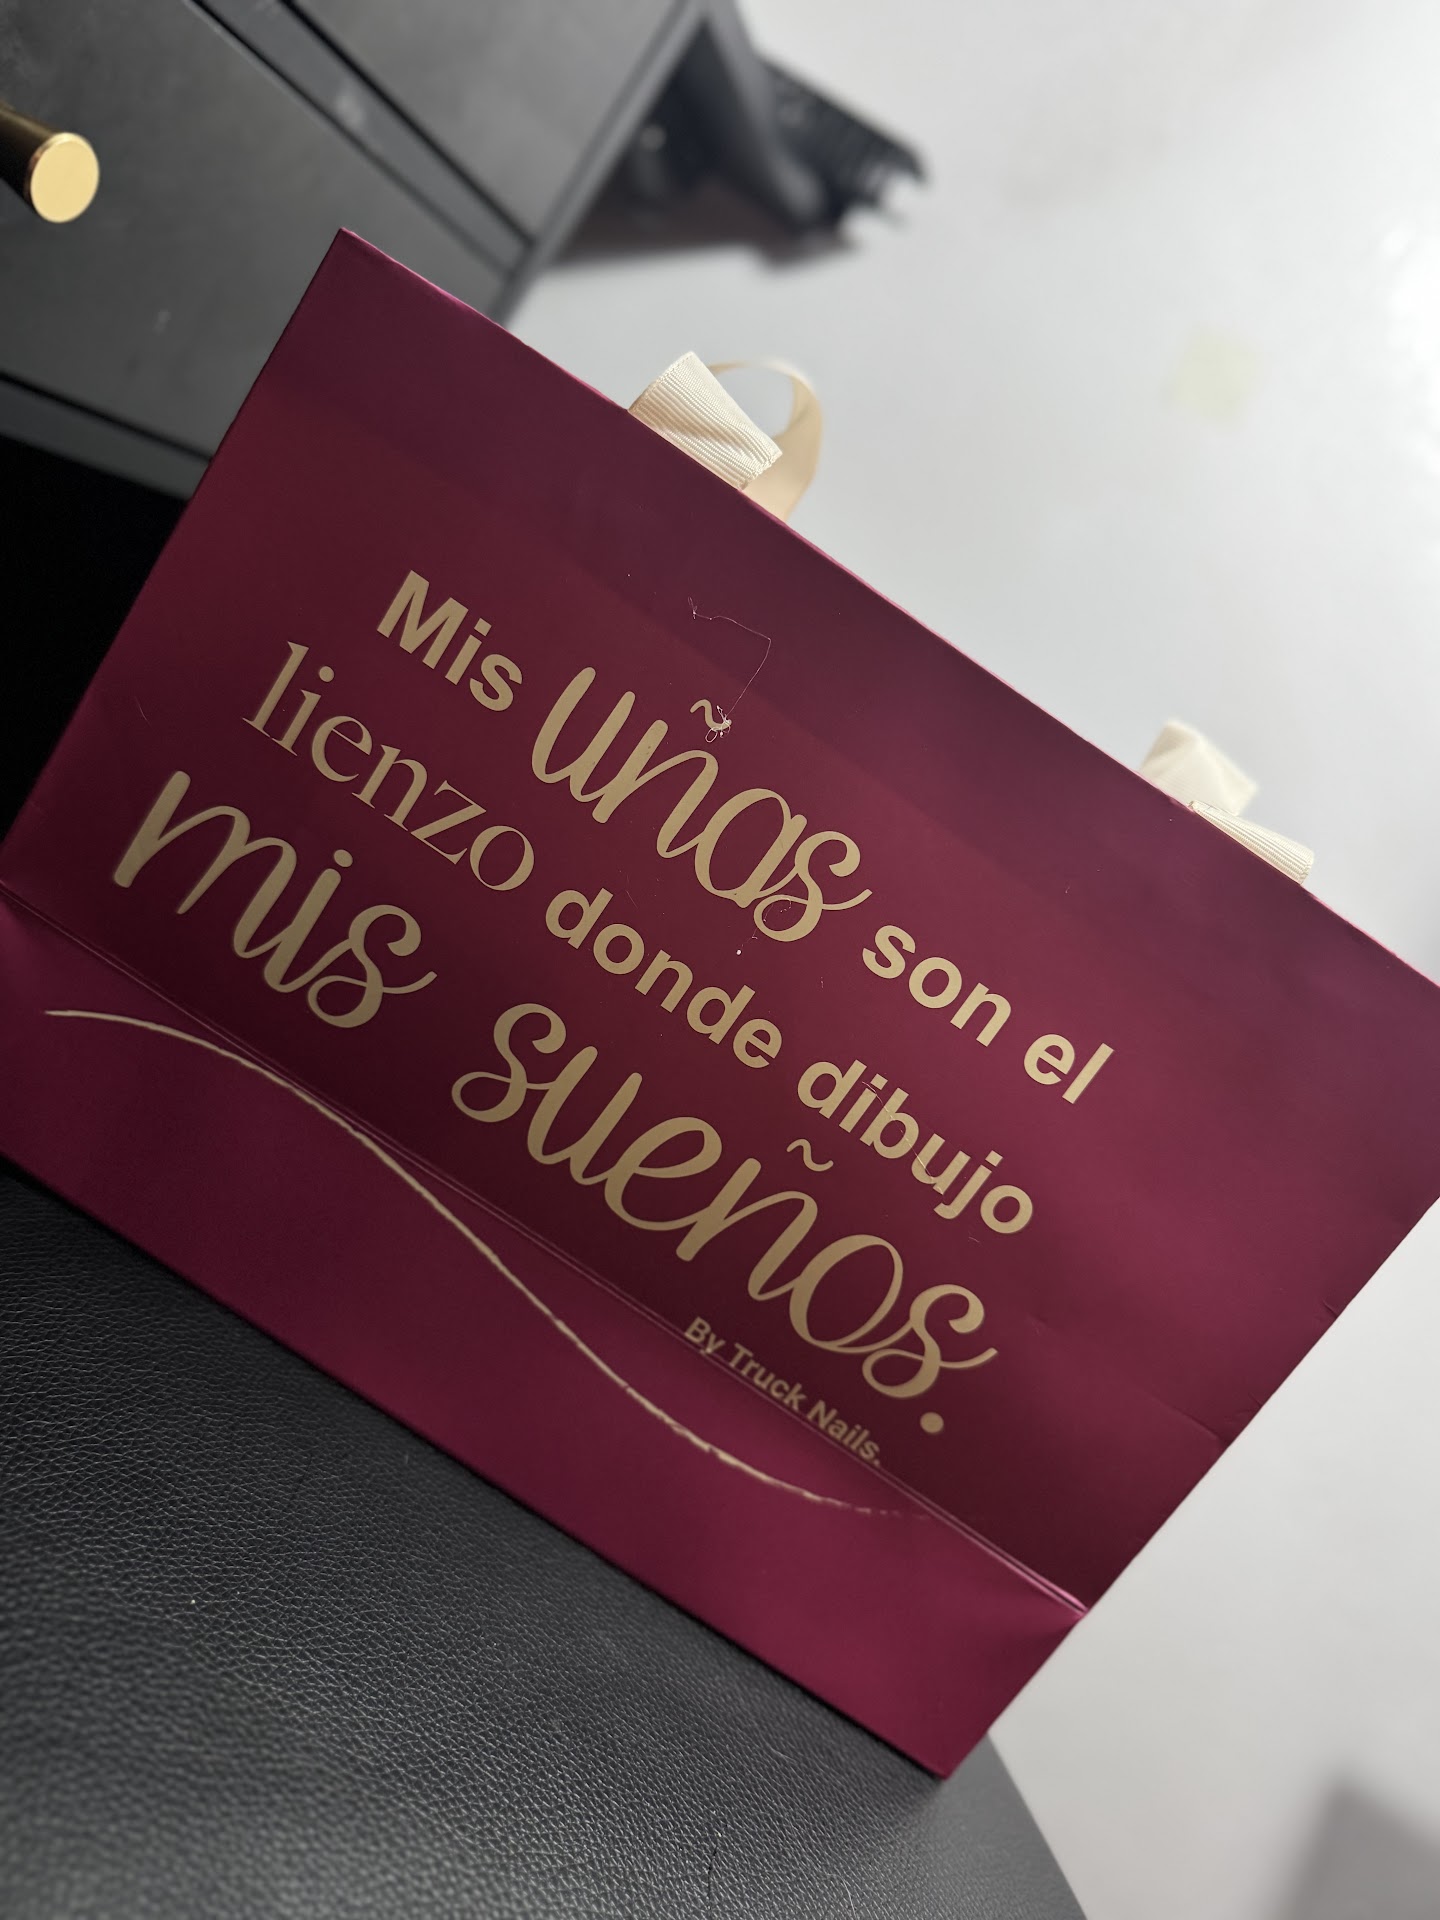 Mis uñas son el
lienzo donde dibujo
mis sueños.
By Truck Nails.